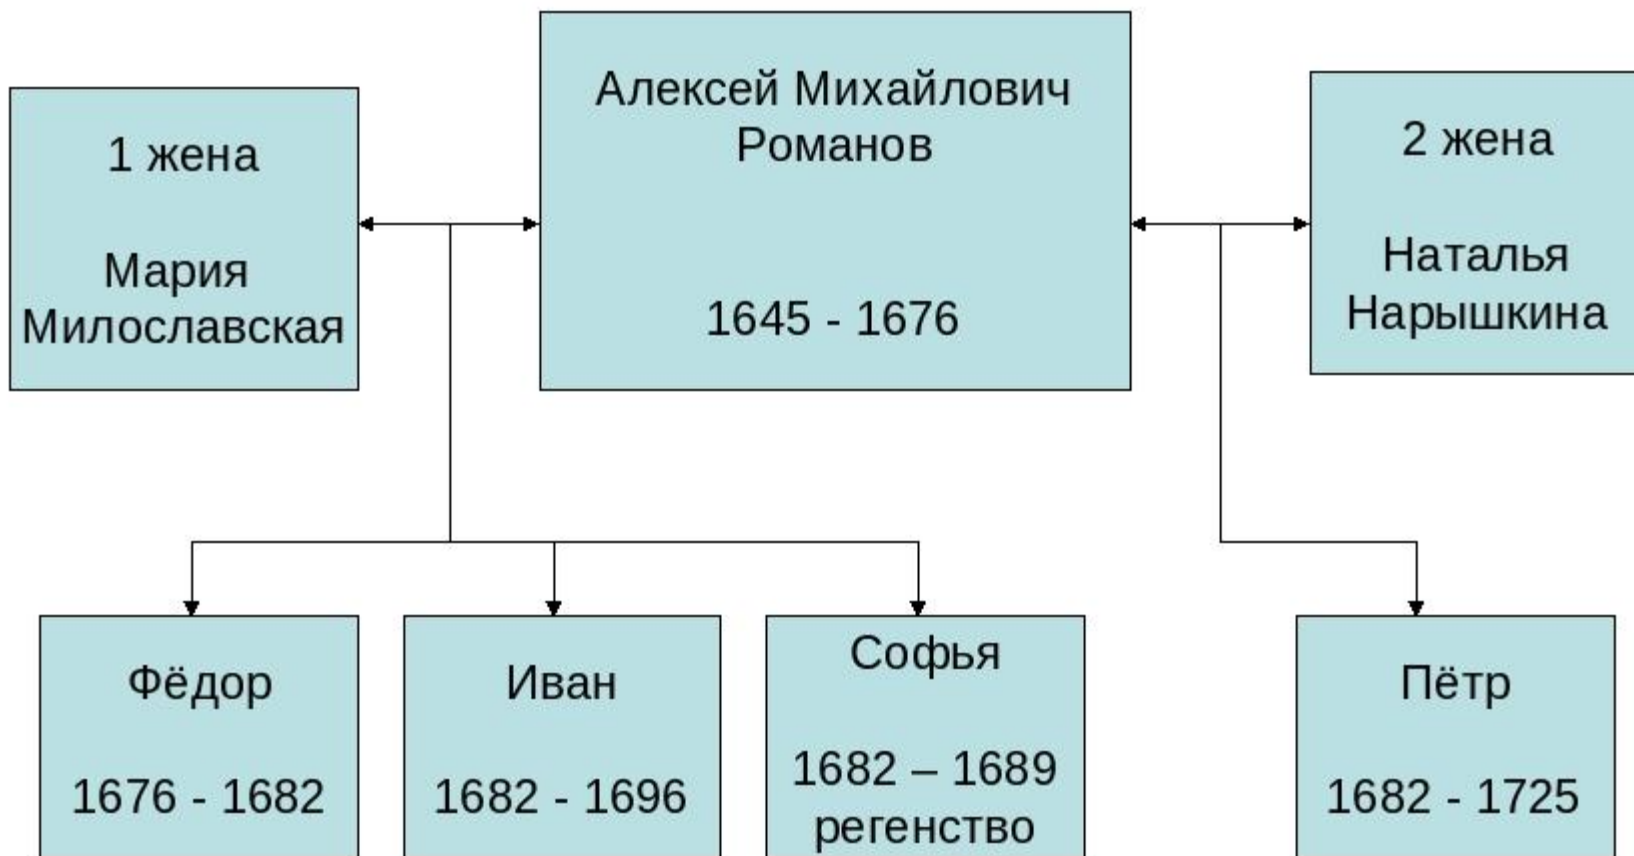 Алексей Михайлович
Романов
1645 - 1676
1 жена
Мария
Милославская
2 жена
Наталья
Нарышкина
Фёдор
1676 - 1682
Иван
1682 - 1696
Софья
1682 – 1689
регенство
Пётр
1682 - 1725